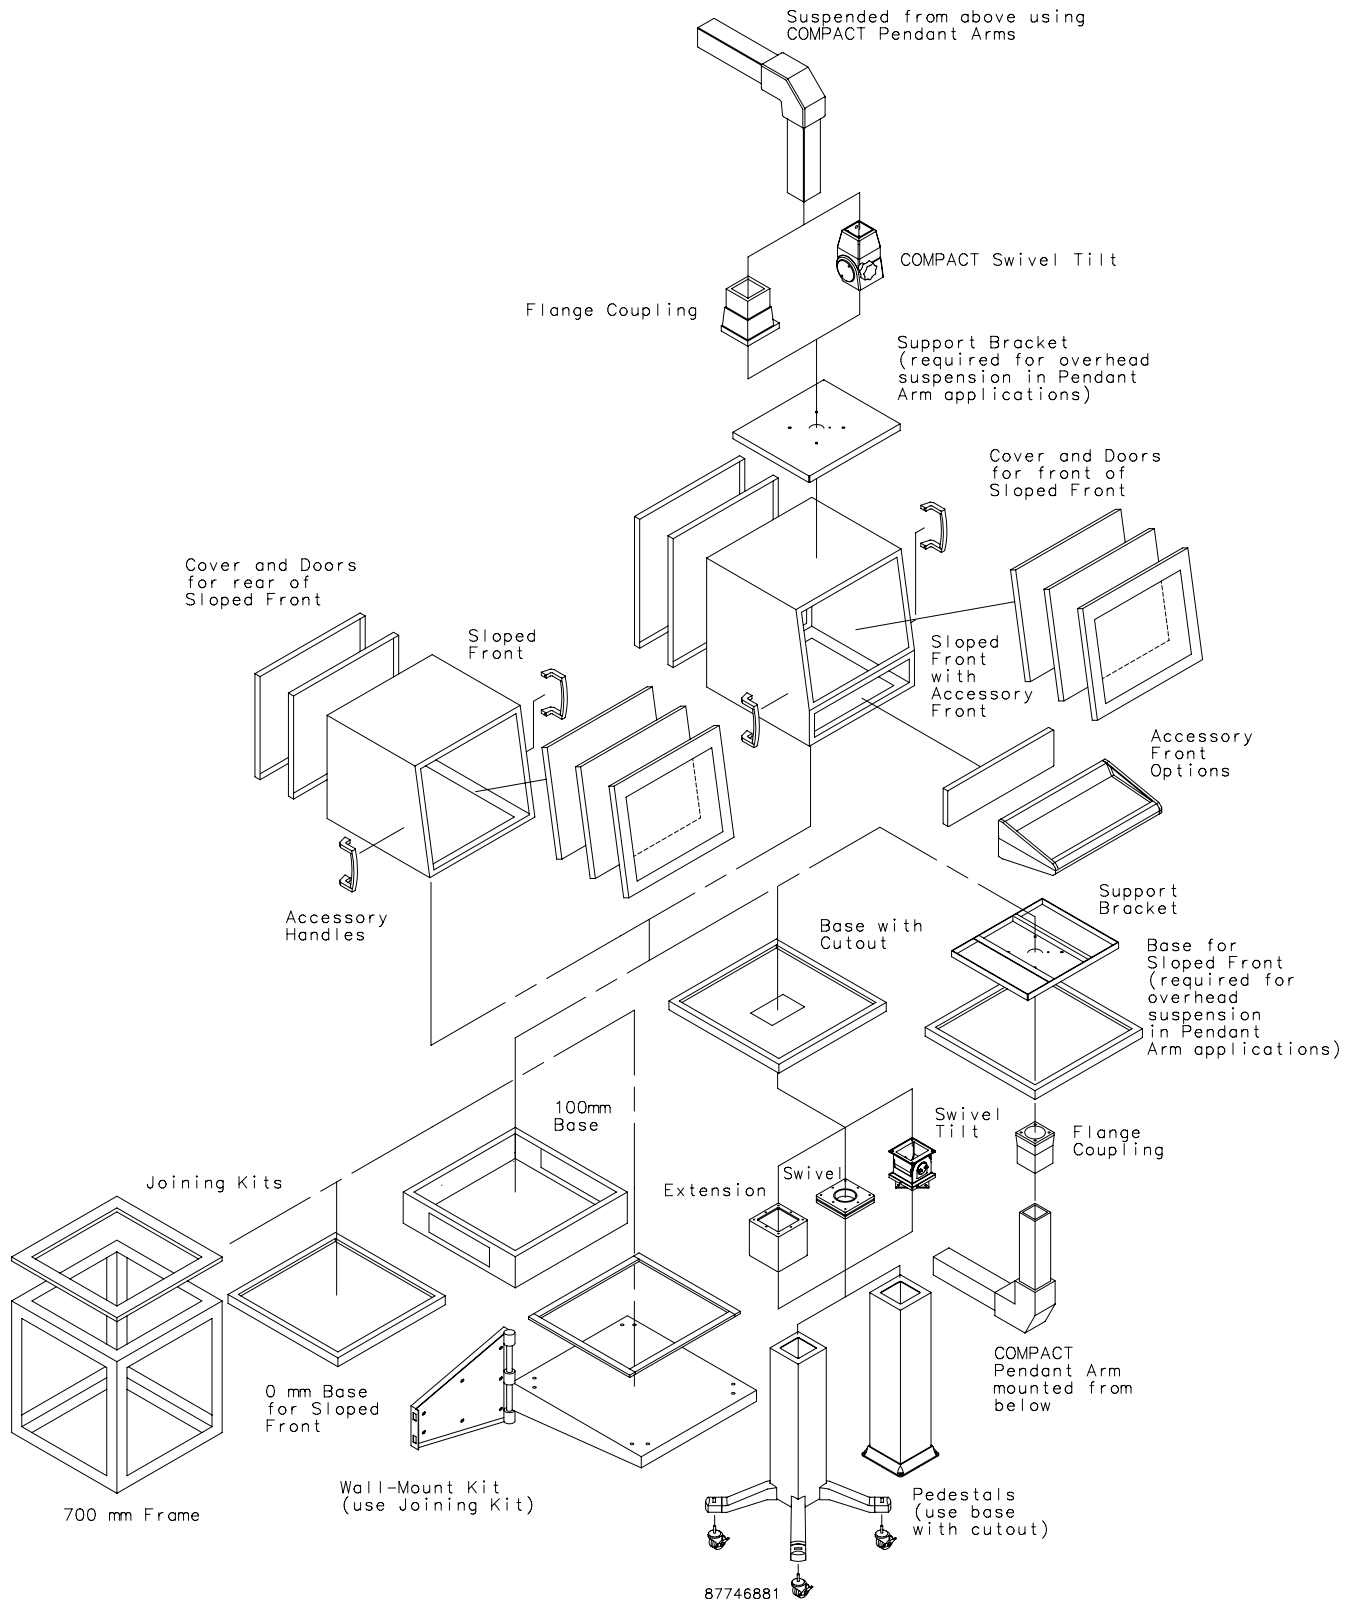 Suspended from above using
COMPACT Pendant Arms
COMPACT Swivel Tilt
Flange Coupling
Support Bracket
(required for overhead
suspension in Pendant
Arm applications)
Cover and Doors
for front of
Sloped Front
Cover and Doors
for rear of
Sloped Front
Sloped
Front
Sloped
Front
with
Accessory
Front
Accessory
Front
Options
Accessory
Handles
Support
Bracket
Base with
Cutout
Base for
Sloped Front
(required for
overhead
suspension
in Pendant
Arm applications)
100mm
Base
Swivel
Tilt
Flange
Coupling
Swivel
Extension
Joining Kits
COMPACT
Pendant Arm
mounted from
below
0 mm Base
for Sloped
Front
Wall-Mount Kit
(use Joining Kit)
700 mm Frame
Pedestals
(use base
with cutout)
87746881